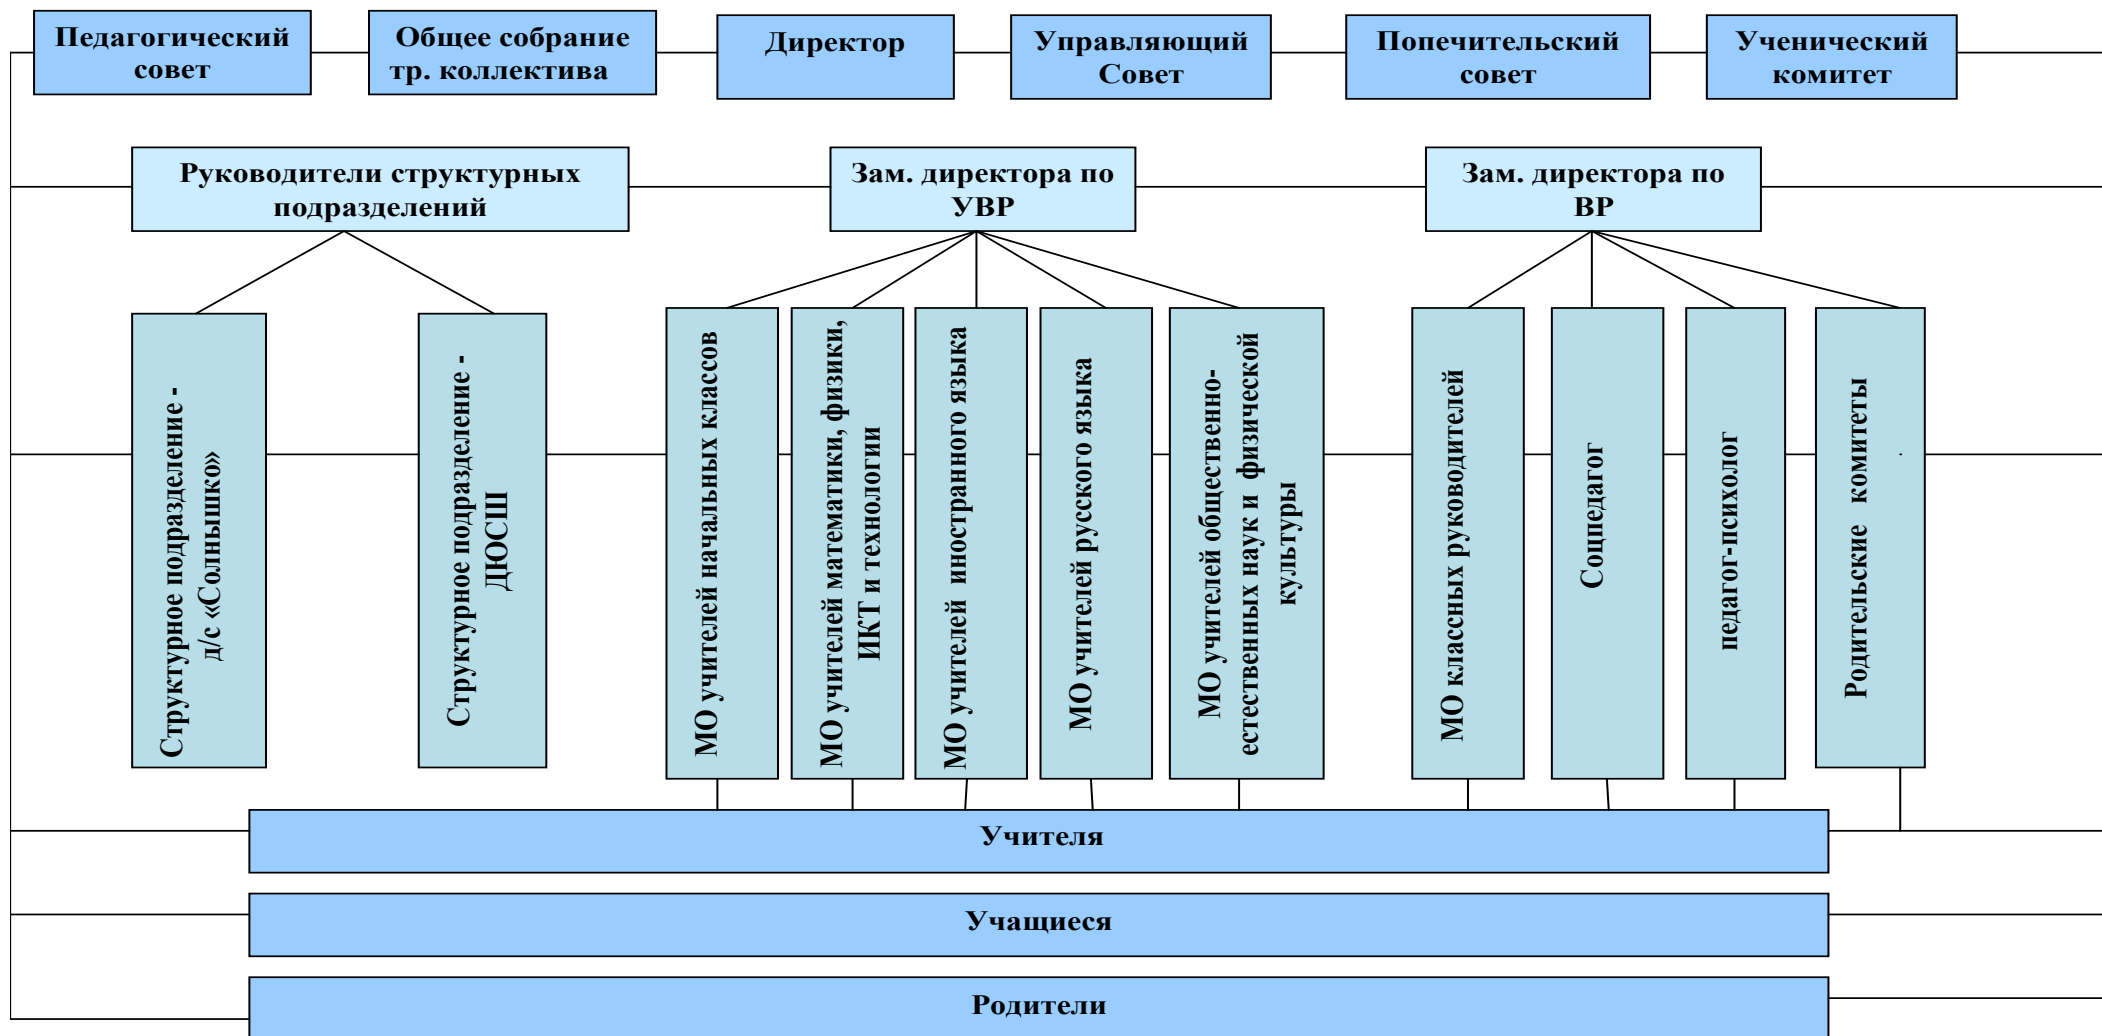 Педагогический
совет
Общее собрание
тр. коллектива
Директор
Управляющий
Совет
Попечительский
совет
Ученический
комитет
Руководители структурных
подразделений
Зам. директора по
УВР
Зам. директора по
ВР
Структурное подразделение -
д/с «Солнышко»
Структурное подразделение -
ДЮСШ
МО учителей начальных классов
МО учителей математики, физики,
ИКТ и технологии
МО учителей иностранного языка
МО учителей русского языка
МО учителей общественно-
естественных наук и физической
культуры
МО классных руководителей
Соцпедагог
педагог-психолог
Родительские комитеты
Учителя
Учащиеся
Родители